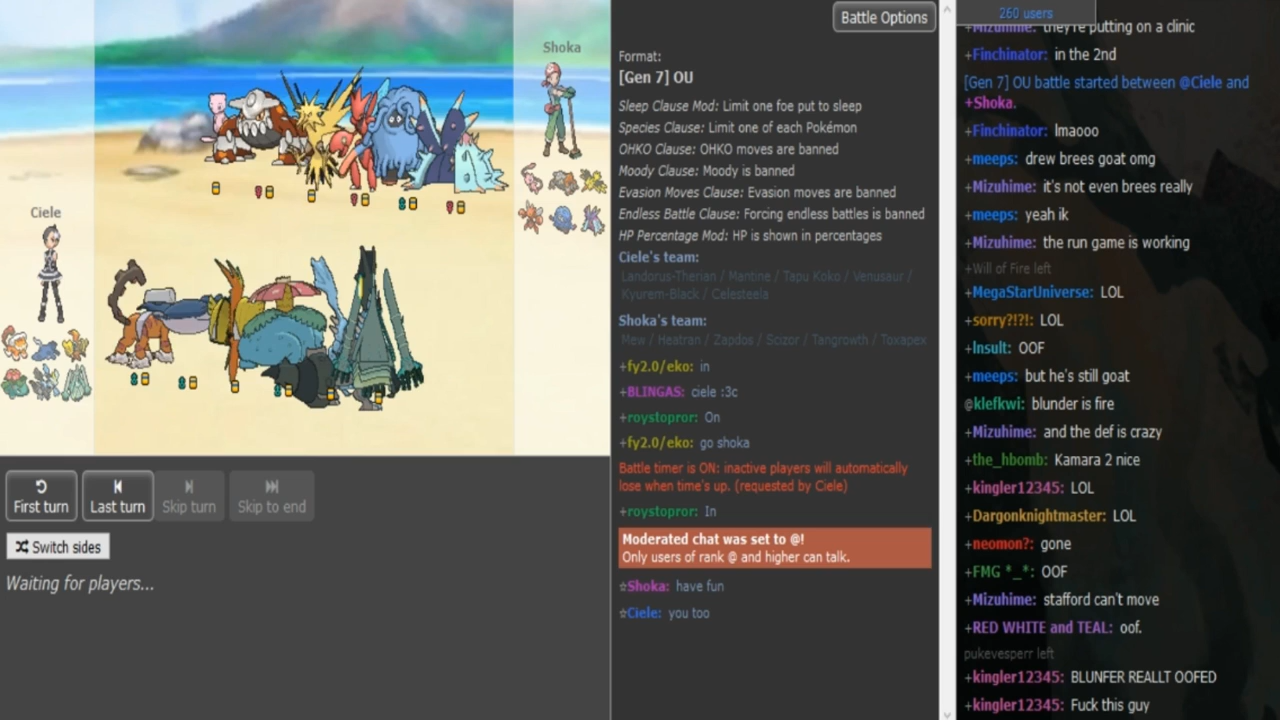 Shoka
Ciele
First turn
Last turn
Skip turn
Skip to end
Switch sides
Waiting for players...
Battle Options
Format:
[Gen 7] OU
Sleep Clause Mod: Limit one foe put to sleep
Species Clause: Limit one of each Pokémon
OHKO Clause: OHKO moves are banned
Moody Clause: Moody is banned
Evasion Moves Clause: Evasion moves are banned
Endless Battle Clause: Forcing endless battles is banned
HP Percentage Mod: HP is shown in percentages
Ciele's team:
Landorus-Therian / Mantine / Tapu Koko / Venusaur /
Kyurem-Black / Celesteela
Shoka's team:
Mew / Heatran / Zapdos / Scizor / Tangrowth / Toxapex
+fy2.0/eko: in
+BLINGAS: ciele :3c
+roystopror: On
+fy2.0/eko: go shoka
Battle timer is ON: inactive players will automatically
lose when time's up. (requested by Ciele)
+roystopror: In
Moderated chat was set to @!
Only users of rank @ and higher can talk.
☆Shoka: have fun
☆Ciele: you too
260 users
+Mizuhime: they're putting on a clinic
+Finchinator: in the 2nd
[Gen 7] OU battle started between @Ciele and
+Shoka.
+Finchinator: lmaooo
+meeps: drew brees goat omg
+Mizuhime: it's not even brees really
+meeps: yeah ik
+Mizuhime: the run game is working
+Will of Fire left
+MegaStarUniverse: LOL
+sorry?!?!: LOL
+Insult: OOF
+meeps: but he's still goat
@klefkwi: blunder is fire
+Mizuhime: and the def is crazy
+the_hbomb: Kamara 2 nice
+kingler12345: LOL
+Dargonknightmaster: LOL
+neomon?: gone
+FMG *_*: OOF
+Mizuhime: stafford can't move
+RED WHITE and TEAL: oof.
pukevesperr left
+kingler12345: BLUNFER REALLT OOFED
+kingler12345: Fuck this guy